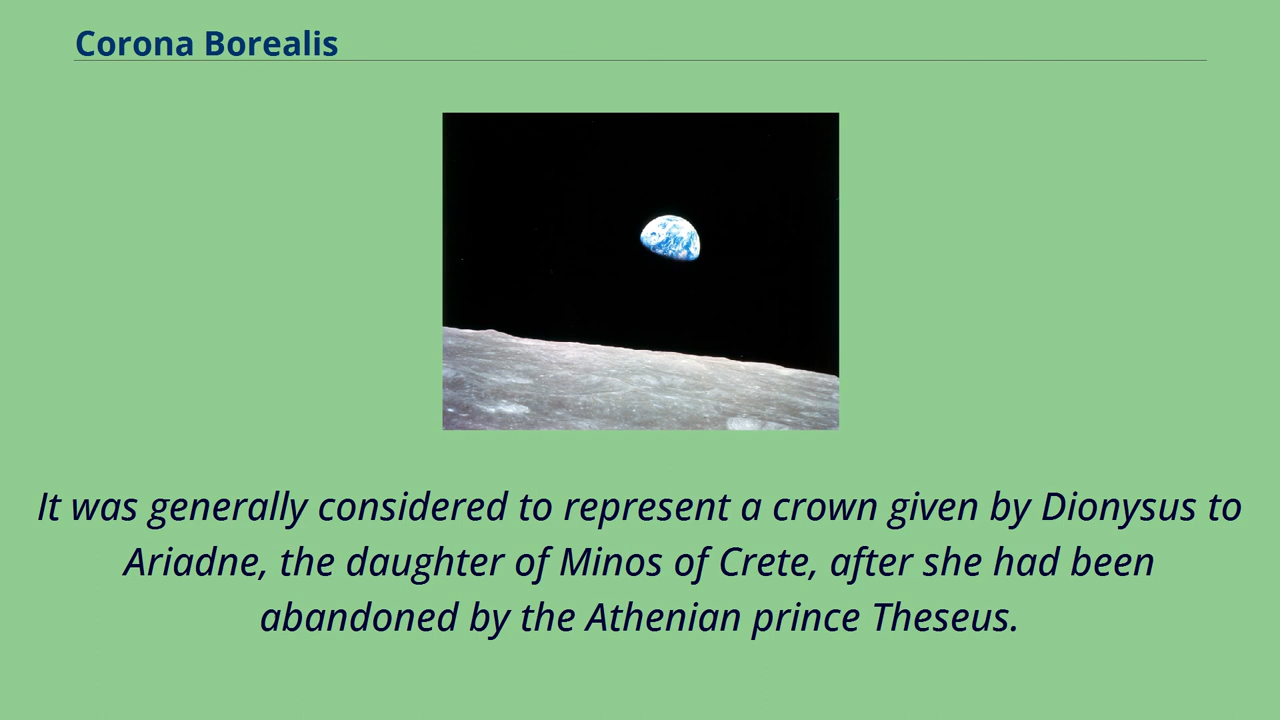 Corona Borealis
It was generally considered to represent a crown given by Dionysus to
Ariadne, the daughter of Minos of Crete, after she had been
abandoned by the Athenian prince Theseus.